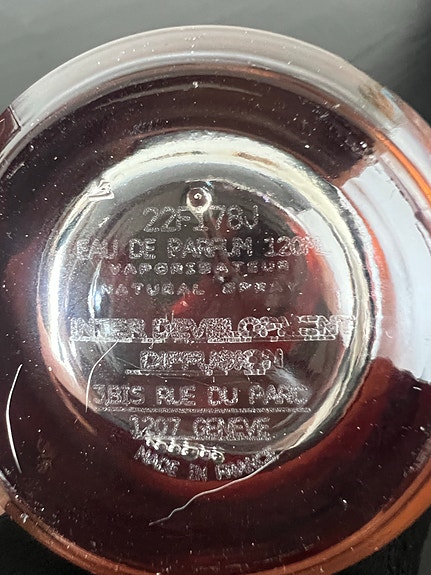 22F178J
EAU DE PARFUM 120ML
VAPORISATEUR
NATURAL SPRAY
INTER DEVELOPMENT
DIFFUSION
3BIS RUE DU PARC
1207 GENEVE
MADE IN FRANCE